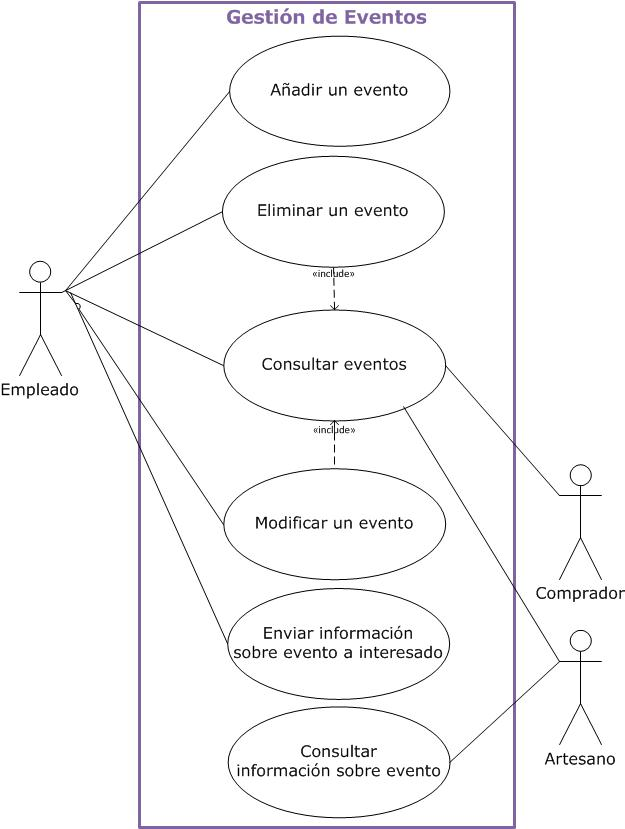 Gestión de Eventos
Añadir un evento
Eliminar un evento
«include»
Empleado
Consultar eventos
«include»
Modificar un evento
Comprador
Enviar información
sobre evento a interesado
Artesano
Consultar
información sobre evento